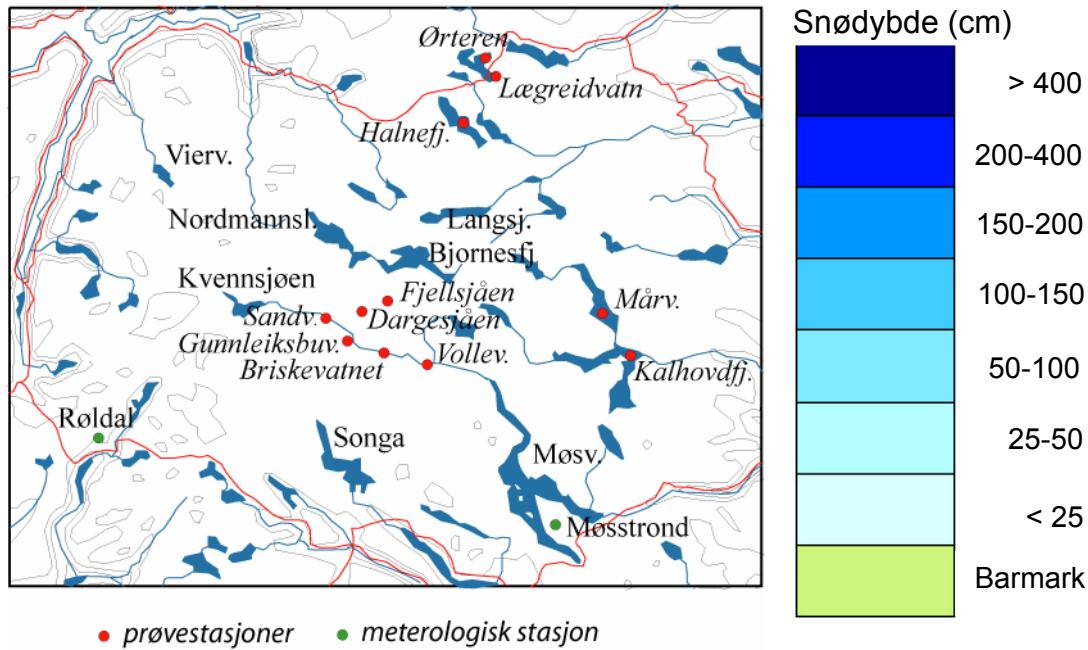 Ørteren
Lægreidvatn
Halnefj.
Vierv.
Nordmannsl.
Langsj.
Bjornesfj
Kvennsjøen
Fjellsjåen
Mårv.
Sandv.
Dargesjåen
Gunnleiksbuv.
Vollev.
Briskevatnet
Kalhovdfj.
Røldal
Songa
Møsv.
Møsstrond
prøvestasjoner
meterologisk stasjon
Snødybde (cm)
> 400
200-400
150-200
100-150
50-100
25-50
< 25
Barmark